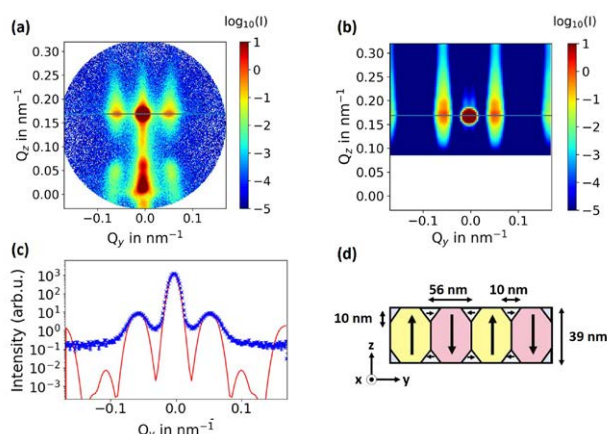 (a)
log₁₀(I)
0.30
0.25
0.20
0.15
0.10
0.05
0.00
Q_z in nm⁻¹
−0.1
0.0
0.1
Q_y in nm⁻¹
1
0
−1
−2
−3
−4
−5
(b)
log₁₀(I)
0.30
0.25
0.20
0.15
0.10
0.05
0.00
Q_z in nm⁻¹
−0.1
0.0
0.1
Q_y in nm⁻¹
1
0
−1
−2
−3
−4
−5
(c)
Intensity (arb.u.)
10³
10²
10¹
10⁰
10⁻¹
10⁻²
10⁻³
−0.1
0.0
0.1
(d)
56 nm
10 nm
10 nm
39 nm
z
x
y